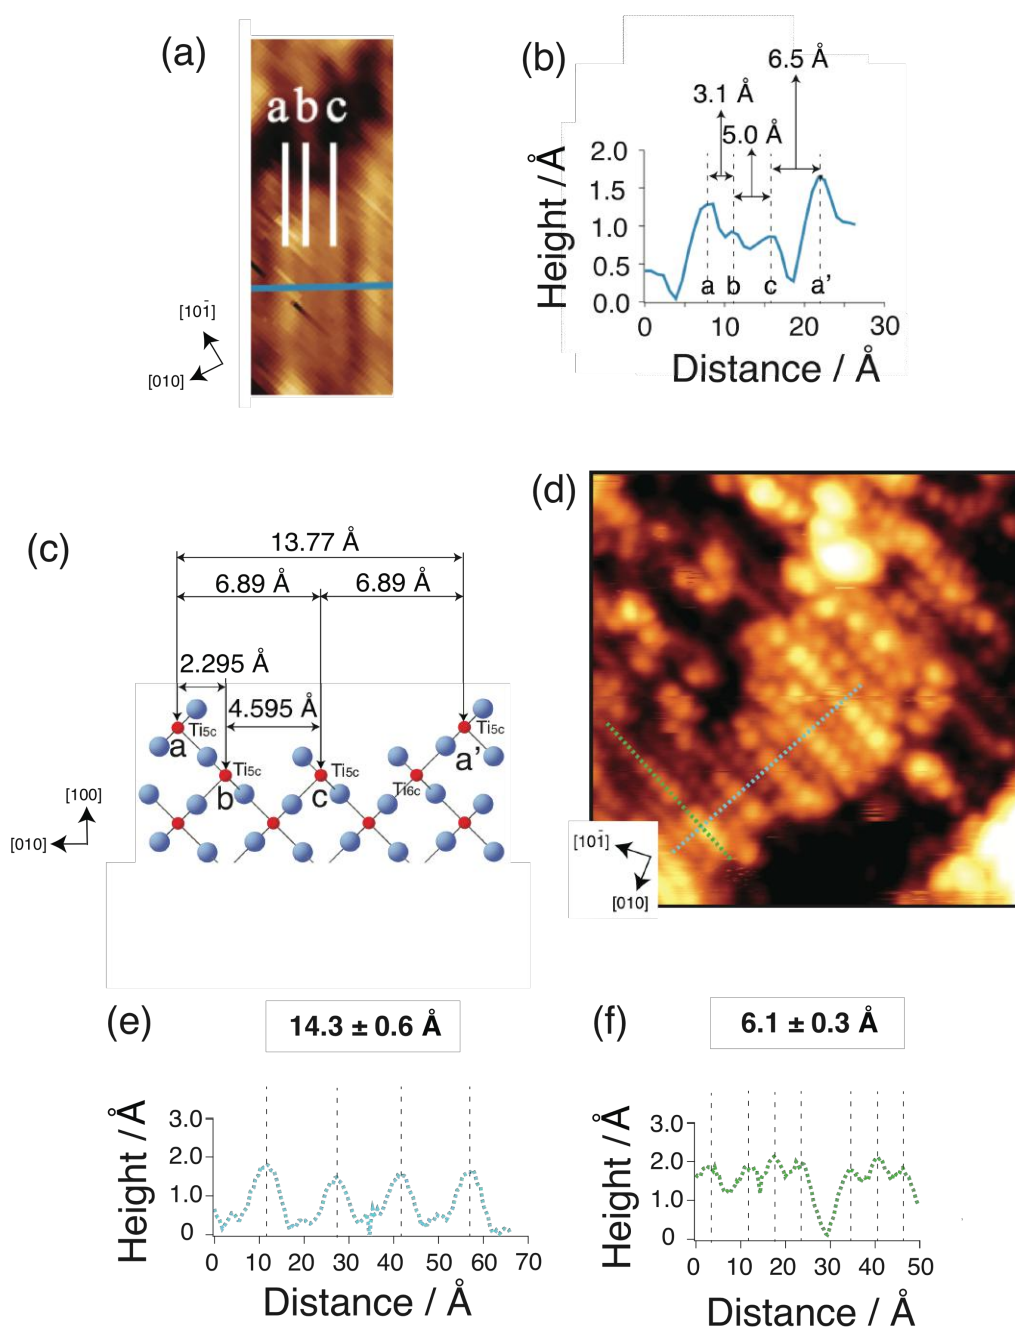 (a)
a b c
[101̄]
[010]
(b)
6.5 Å
3.1 Å
5.0 Å
Height / Å
2.0
1.5
1.0
0.5
0.0
a b c a’
0 10 20 30
Distance / Å
(c)
13.77 Å
6.89 Å 6.89 Å
2.295 Å
4.595 Å
Ti5c Ti5c
a a’
Ti5c Ti5c
b c Ti6c
[100]
[010]
(d)
[101̄]
[010]
(e)
14.3 ± 0.6 Å
Height / Å
3.0
2.0
1.0
0
0 10 20 30 40 50 60 70
Distance / Å
(f)
6.1 ± 0.3 Å
Height / Å
3.0
2.0
1.0
0
0 10 20 30 40 50
Distance / Å